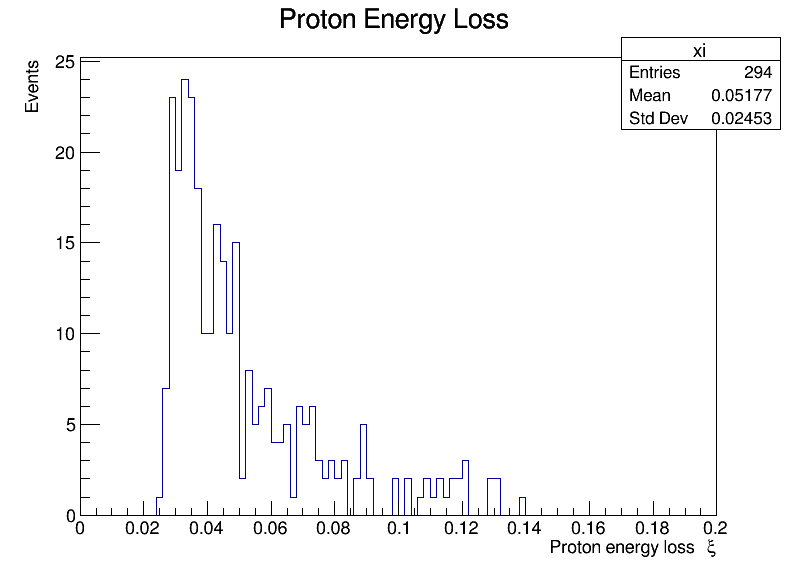 Proton Energy Loss
xi
Entries 294
Mean 0.05177
Std Dev 0.02453
Events
25
20
15
10
5
0
0 0.02 0.04 0.06 0.08 0.1 0.12 0.14 0.16 0.18 0.2
Proton energy loss ξ